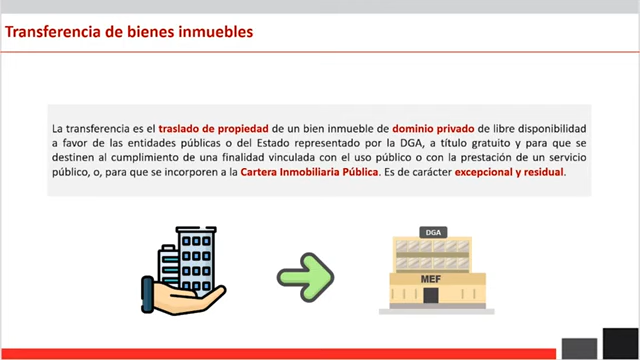 Transferencia de bienes inmuebles
La transferencia es el traslado de propiedad de un bien inmueble de dominio privado de libre disponibilidad
a favor de las entidades públicas o del Estado representado por la DGA, a título gratuito y para que se
destinen al cumplimiento de una finalidad vinculada con el uso público o con la prestación de un servicio
público, o, para que se incorporen a la Cartera Inmobiliaria Pública. Es de carácter excepcional y residual.
DGA
MEF